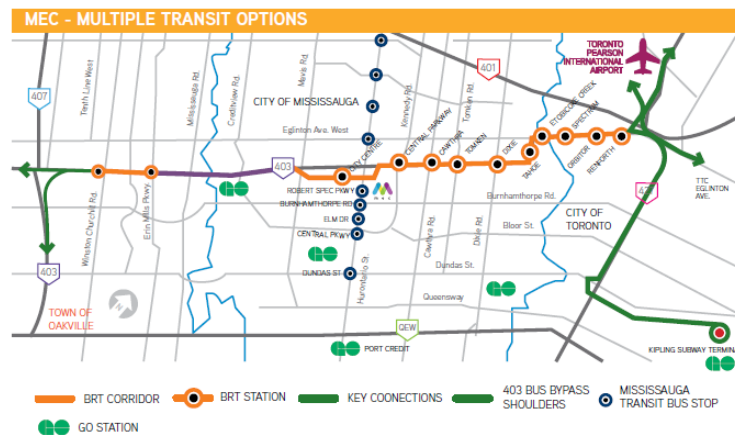 MEC - MULTIPLE TRANSIT OPTIONS
TORONTO
PEARSON
INTERNATIONAL
AIRPORT
407
401
Tenth Line West
Mississauga Rd.
Creditview Rd.
Mavis Rd.
Kennedy Rd.
Tomken Rd.
CITY OF MISSISSAUGA
Eglinton Ave. West
CITY CENTRE
CENTRAL PARKWAY
CAWTHRA
TOMKEN
DIXIE
TAHOE
ETOBICOKE CREEK
SPECTRUM
ORBITOR
RENFORTH
403
TTC
EGLINTON
AVE.
427
ROBERT SPEC PKWY
BURNHAMTHORPE RD
ELM DR
CENTRAL PKWY
DUNDAS ST
Burnhamthorpe Rd.
CITY OF
TORONTO
Bloor St.
Winston Churchill Rd.
Erin Mills Pkwy.
Hurontario St.
Cawthra Rd.
Dixie Rd.
Dundas St.
Queensway
403
N
TOWN OF
OAKVILLE
QEW
PORT CREDIT
KIPLING SUBWAY TERMINA
BRT CORRIDOR
BRT STATION
KEY COONECTIONS
403 BUS BYPASS
SHOULDERS
MISSISSAUGA
TRANSIT BUS STOP
GO STATION